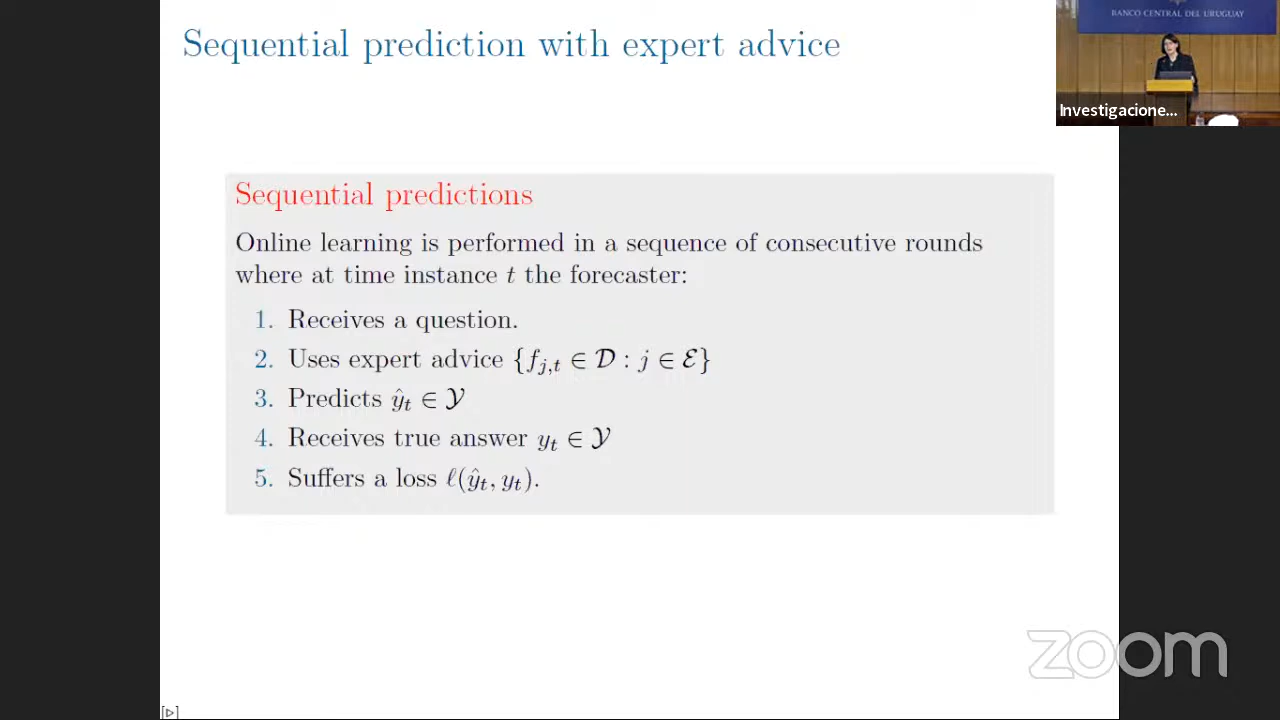 Sequential prediction with expert advice
BANCO CENTRAL DEL URUGUAY
Investigacione...
Sequential predictions
Online learning is performed in a sequence of consecutive rounds
where at time instance t the forecaster:
1. Receives a question.
2. Uses expert advice {f_{j,t} ∈ 𝒟 : j ∈ ℰ}
3. Predicts ŷ_t ∈ 𝒴
4. Receives true answer y_t ∈ 𝒴
5. Suffers a loss ℓ(ŷ_t, y_t).
zoom